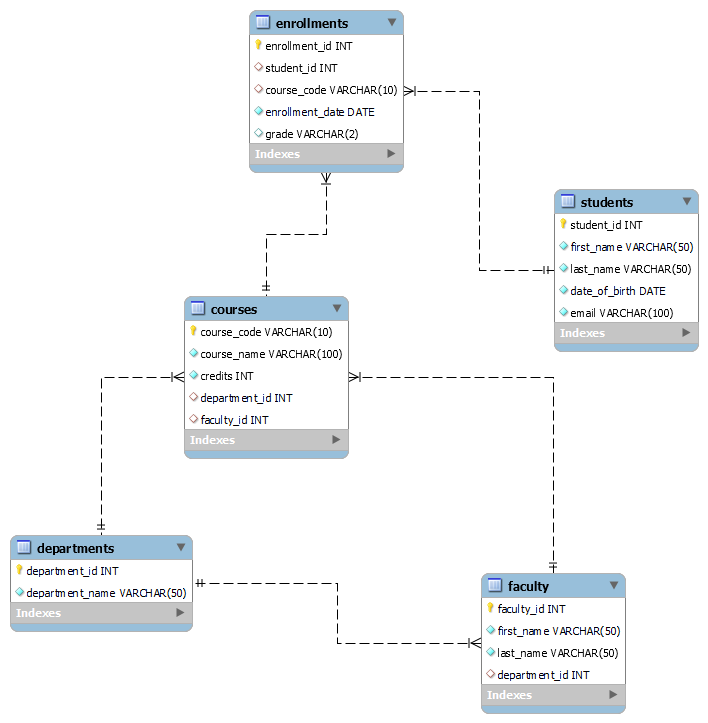 enrollments
enrollment_id INT
student_id INT
course_code VARCHAR(10)
enrollment_date DATE
grade VARCHAR(2)
Indexes
students
student_id INT
first_name VARCHAR(50)
last_name VARCHAR(50)
date_of_birth DATE
email VARCHAR(100)
Indexes
courses
course_code VARCHAR(10)
course_name VARCHAR(100)
credits INT
department_id INT
faculty_id INT
Indexes
departments
department_id INT
department_name VARCHAR(50)
Indexes
faculty
faculty_id INT
first_name VARCHAR(50)
last_name VARCHAR(50)
department_id INT
Indexes